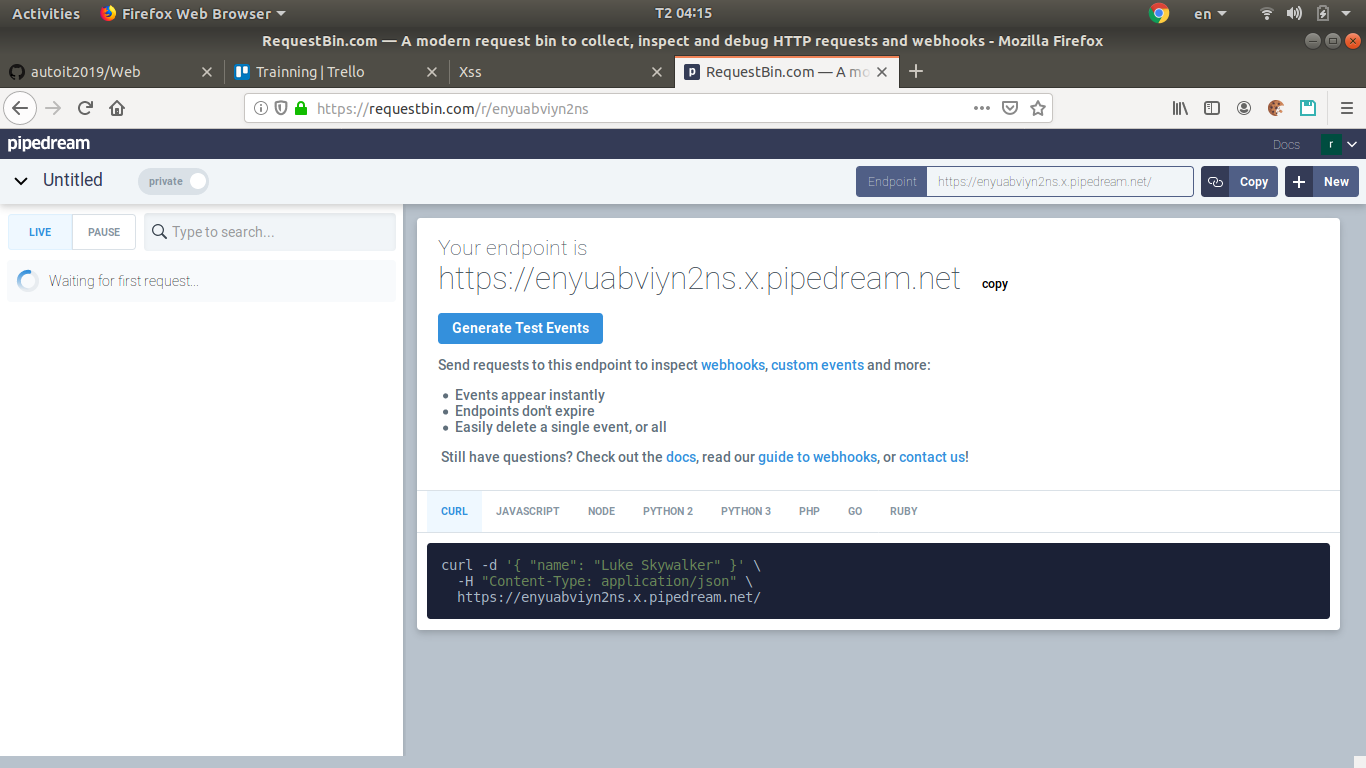 Activities Firefox Web Browser T2 04:15 en
RequestBin.com — A modern request bin to collect, inspect and debug HTTP requests and webhooks - Mozilla Firefox
autoit2019/Web Trainning | Trello Xss RequestBin.com — A mo
https://requestbin.com/r/enyuabviyn2ns
pipedream Docs r
Untitled private Endpoint https://enyuabviyn2ns.x.pipedream.net/ Copy New
LIVE PAUSE Type to search...
Waiting for first request...
Your endpoint is
https://enyuabviyn2ns.x.pipedream.net copy
Generate Test Events
Send requests to this endpoint to inspect webhooks, custom events and more:
• Events appear instantly
• Endpoints don't expire
• Easily delete a single event, or all
Still have questions? Check out the docs, read our guide to webhooks, or contact us!
CURL JAVASCRIPT NODE PYTHON 2 PYTHON 3 PHP GO RUBY
curl -d '{ "name": "Luke Skywalker" }' \
-H "Content-Type: application/json" \
https://enyuabviyn2ns.x.pipedream.net/